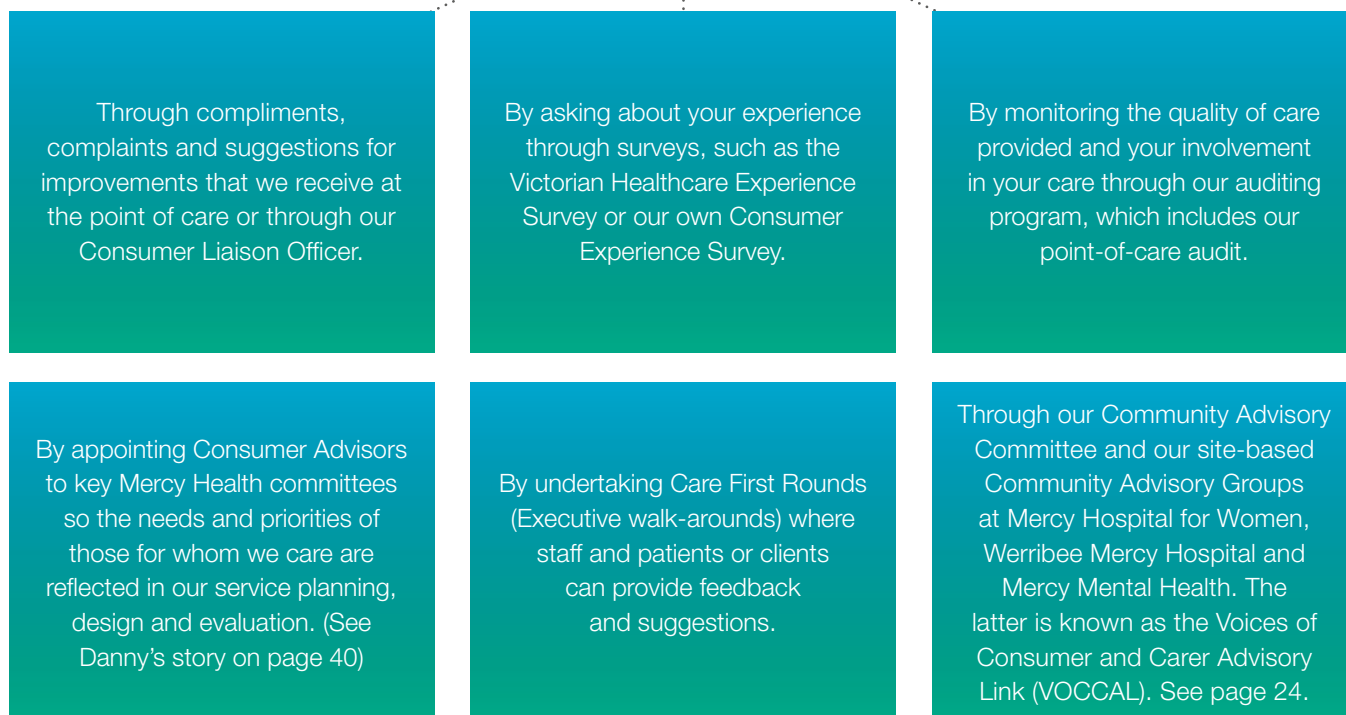 Through compliments,
complaints and suggestions for
improvements that we receive at
the point of care or through our
Consumer Liaison Officer.
By asking about your experience
through surveys, such as the
Victorian Healthcare Experience
Survey or our own Consumer
Experience Survey.
By monitoring the quality of care
provided and your involvement
in your care through our auditing
program, which includes our
point-of-care audit.
By appointing Consumer Advisors
to key Mercy Health committees
so the needs and priorities of
those for whom we care are
reflected in our service planning,
design and evaluation. (See
Danny’s story on page 40)
By undertaking Care First Rounds
(Executive walk-arounds) where
staff and patients or clients
can provide feedback
and suggestions.
Through our Community Advisory
Committee and our site-based
Community Advisory Groups
at Mercy Hospital for Women,
Werribee Mercy Hospital and
Mercy Mental Health. The
latter is known as the Voices of
Consumer and Carer Advisory
Link (VOCCAL). See page 24.